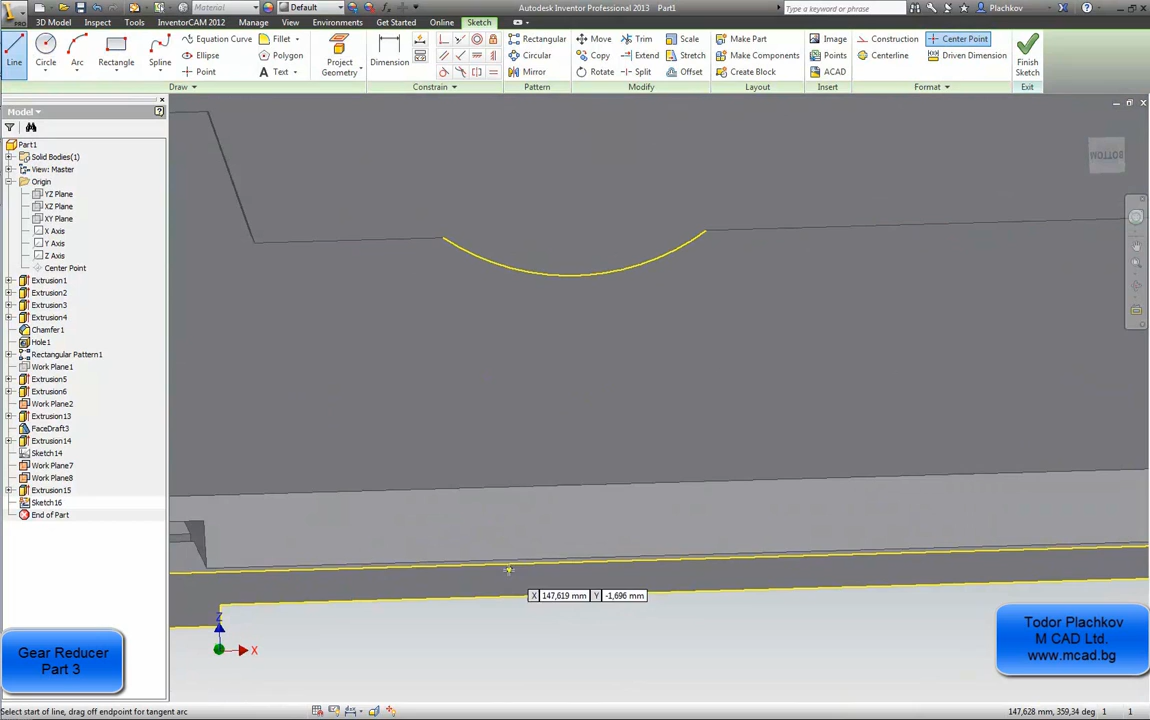 PRO
Material
Default
Autodesk Inventor Professional 2013   Part1
Type a keyword or phrase
Plachkov
3D Model   Inspect   Tools   InventorCAM 2012   Manage   View   Environments   Get Started   Online   Sketch
Line
Circle
Arc
Rectangle
Spline
Equation Curve
Ellipse
Point
Fillet
Polygon
Text
Project
Geometry
Dimension
Rectangular
Circular
Mirror
Move
Copy
Rotate
Trim
Extend
Split
Scale
Stretch
Offset
Make Part
Make Components
Create Block
Image
Points
ACAD
Construction
Centerline
Center Point
Driven Dimension
Finish
Sketch
Draw   Constrain   Pattern   Modify   Layout   Insert   Format   Exit
Model
Part1
Solid Bodies(1)
View: Master
Origin
YZ Plane
XZ Plane
XY Plane
X Axis
Y Axis
Z Axis
Center Point
Extrusion1
Extrusion2
Extrusion3
Extrusion4
Chamfer1
Hole1
Rectangular Pattern1
Work Plane1
Extrusion5
Extrusion6
Work Plane2
Extrusion13
FaceDraft3
Extrusion14
Sketch14
Work Plane7
Work Plane8
Extrusion15
Sketch16
End of Part
BOTTOM
X 147,619 mm Y -1,696 mm
Z
X
Gear Reducer
Part 3
Todor Plachkov
M CAD Ltd.
www.mcad.bg
Select start of line, drag off endpoint for tangent arc
147,628 mm, 359,34 deg   1   1